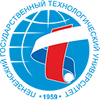 ПЕНЗЕНСКИЙ ГОСУДАРСТВЕННЫЙ ТЕХНОЛОГИЧЕСКИЙ УНИВЕРСИТЕТ
• 1959 •